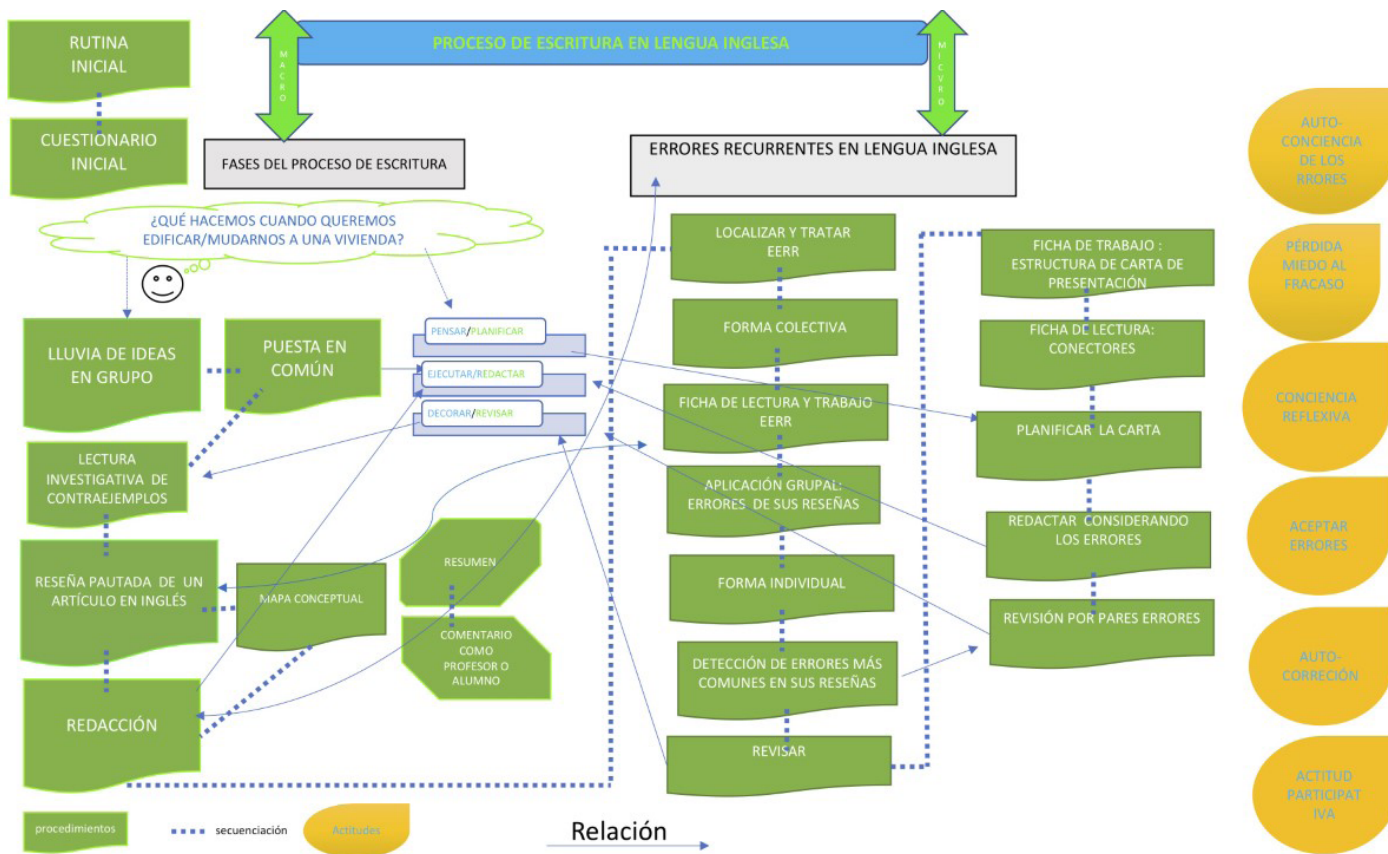 RUTINA
INICIAL
CUESTIONARIO
INICIAL
MACRO
PROCESO DE ESCRITURA EN LENGUA INGLESA
MICVRO
FASES DEL PROCESO DE ESCRITURA
ERRORES RECURRENTES EN LENGUA INGLESA
¿QUÉ HACEMOS CUANDO QUEREMOS
EDIFICAR/MUDARNOS A UNA VIVIENDA?
LLUVIA DE IDEAS
EN GRUPO
PUESTA EN
COMÚN
PENSAR/PLANIFICAR
EJECUTAR/REDACTAR
DECORAR/REVISAR
LECTURA
INVESTIGATIVA DE
CONTRAEJEMPLOS
RESEÑA PAUTADA DE UN
ARTÍCULO EN INGLÉS
MAPA CONCEPTUAL
RESUMEN
COMENTARIO
COMO
PROFESOR O
ALUMNO
REDACCIÓN
LOCALIZAR Y TRATAR
EERR
FORMA COLECTIVA
FICHA DE LECTURA Y TRABAJO
EERR
APLICACIÓN GRUPAL:
ERRORES DE SUS RESEÑAS
FORMA INDIVIDUAL
DETECCIÓN DE ERRORES MÁS
COMUNES EN SUS RESEÑAS
REVISAR
FICHA DE TRABAJO :
ESTRUCTURA DE CARTA DE
PRESENTACIÓN
FICHA DE LECTURA:
CONECTORES
PLANIFICAR LA CARTA
REDACTAR CONSIDERANDO
LOS ERRORES
REVISIÓN POR PARES ERRORES
AUTO-
CONCIENCIA
DE LOS
RRORES
PÉRDIDA
MIEDO AL
FRACASO
CONCIENCIA
REFLEXIVA
ACEPTAR
ERRORES
AUTO-
CORRECIÓN
ACTITUD
PARTICIPAT
IVA
procedimientos
secuenciación
Actitudes
Relación